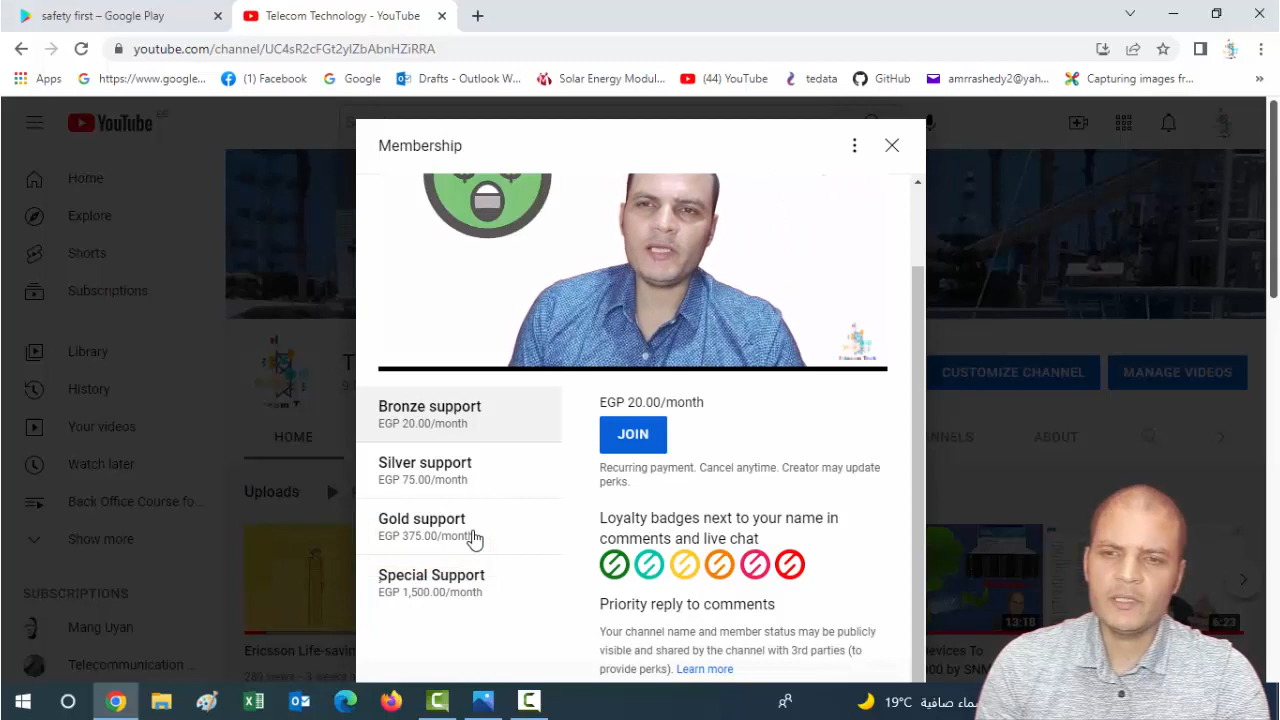 safety first – Google Play
Telecom Technology - YouTube
youtube.com/channel/UC4sR2cFGt2ylZbAbnHZiRRA
Apps
https://www.google...
(1) Facebook
Google
Drafts - Outlook W...
Solar Energy Modul...
(44) YouTube
tedata
GitHub
amrrashedy2@yah...
Capturing images fr...
YouTube EG
Home
Explore
Shorts
Subscriptions
Library
History
Your videos
Watch later
Back Office Course fo...
Show more
SUBSCRIPTIONS
Mang Uyan
Telecommunication ...
CUSTOMIZE CHANNEL
MANAGE VIDEOS
HOME
ABOUT
Uploads
13:18
6:23
Membership
Bronze support
EGP 20.00/month
Silver support
EGP 75.00/month
Gold support
EGP 375.00/month
Special Support
EGP 1,500.00/month
EGP 20.00/month
JOIN
Recurring payment. Cancel anytime. Creator may update
perks.
Loyalty badges next to your name in
comments and live chat
Priority reply to comments
Your channel name and member status may be publicly
visible and shared by the channel with 3rd parties (to
provide perks). Learn more
19°C سماء صافية